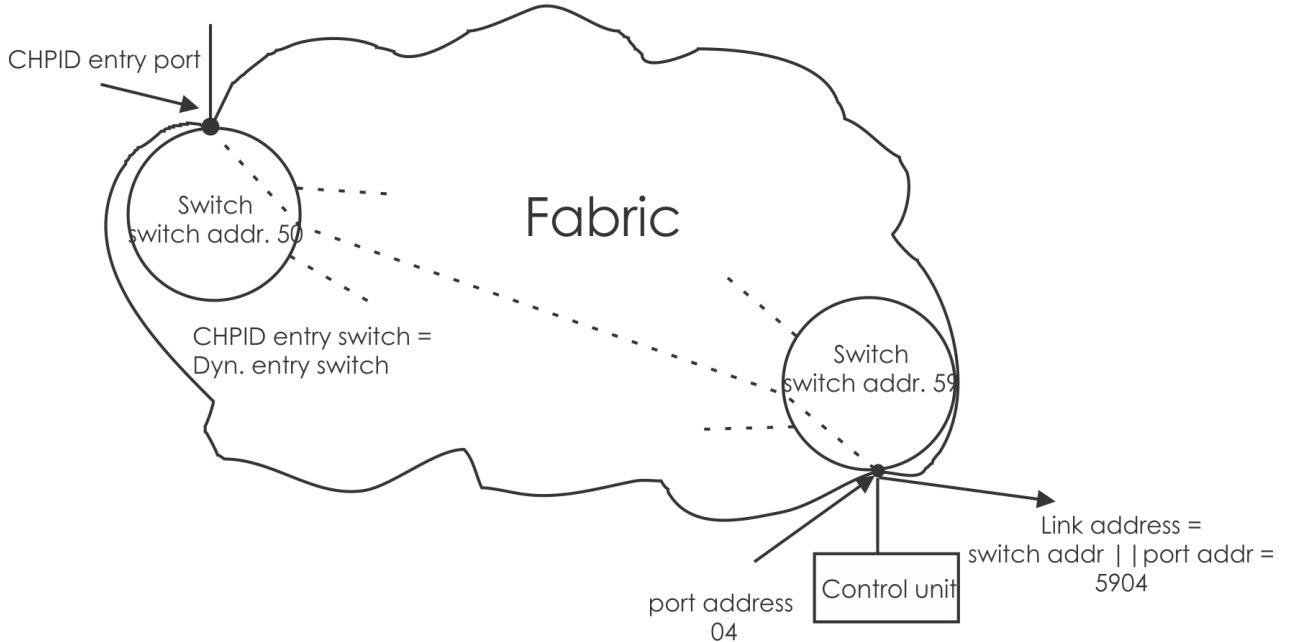 CHPID entry port
Switch
switch addr. 50
Fabric
CHPID entry switch =
Dyn. entry switch
Switch
switch addr. 59
Link address =
switch addr ||port addr =
5904
Control unit
port address
04